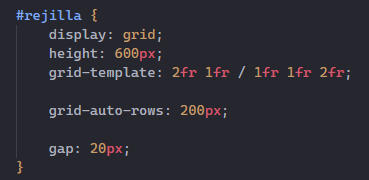 #rejilla {
display: grid;
height: 600px;
grid-template: 2fr 1fr / 1fr 1fr 2fr;
grid-auto-rows: 200px;
gap: 20px;
}